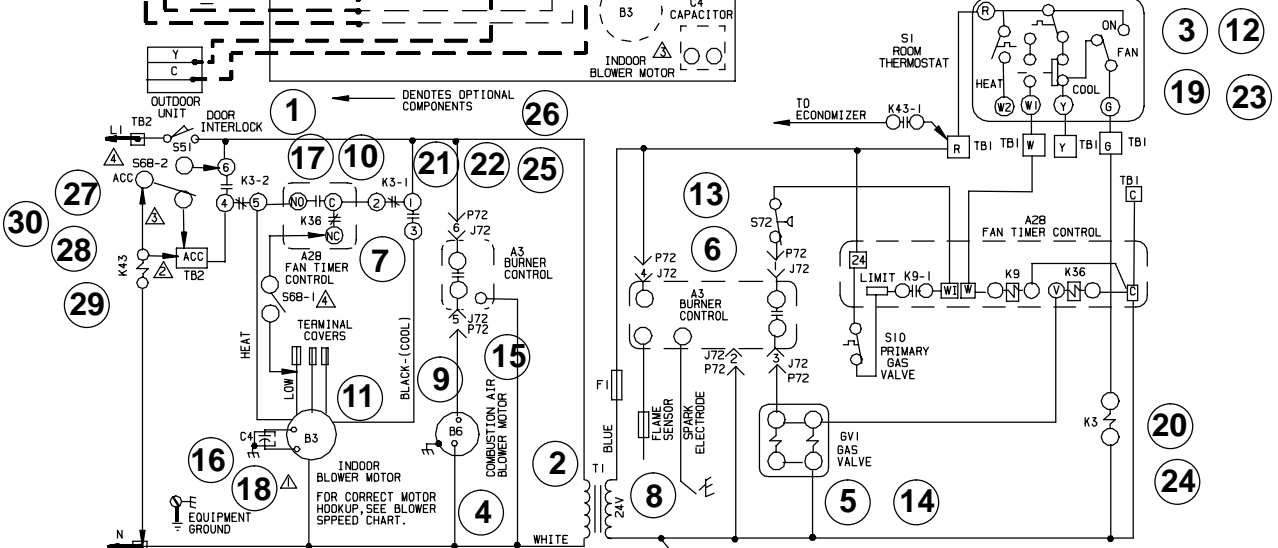 B3
C4
CAPACITOR
3
INDOOR
BLOWER MOTOR
Y
C
OUTDOOR
UNIT
DENOTES OPTIONAL
COMPONENTS
S1
ROOM
THERMOSTAT
R
ON
FAN
HEAT
COOL
W2
W1
Y
G
3
12
19
23
TO
ECONOMIZER
K43-1
R
TB1
W
TB1
Y
G
TB1
TB1
C
L1
TB2
DOOR
INTERLOCK
S51
1
26
4
S68-2
ACC
6
17
10
21
22
25
K3-2
K3-1
4
5
NO
C
2
1
3
K36
NC
27
30
28
29
3
K43
2
ACC
TB2
A28
FAN TIMER
CONTROL
7
S68-1
4
TERMINAL
COVERS
P72
6
J72
A3
BURNER
CONTROL
5
J72
P72
HEAT
LOW
BLACK-(COOL)
11
9
15
C4
B3
B6
16
18
1
INDOOR
BLOWER MOTOR
FOR CORRECT MOTOR
HOOKUP,SEE BLOWER
SPPEED CHART.
COMBUSTION AIR
BLOWER MOTOR
4
2
EQUIPMENT
GROUND
N
WHITE
T1
24V
F1
BLUE
8
13
6
S72
P72
4
J72
P72
1
J72
A3
BURNER
CONTROL
J72
2
P72
3
J72
P72
FLAME
SENSOR
SPARK
ELECTRODE
GV1
GAS
VALVE
5
14
A28
FAN TIMER CONTROL
24
LIMIT
K9-1
W1
W
K9
V
K36
C
S10
PRIMARY
GAS
VALVE
K3
20
24